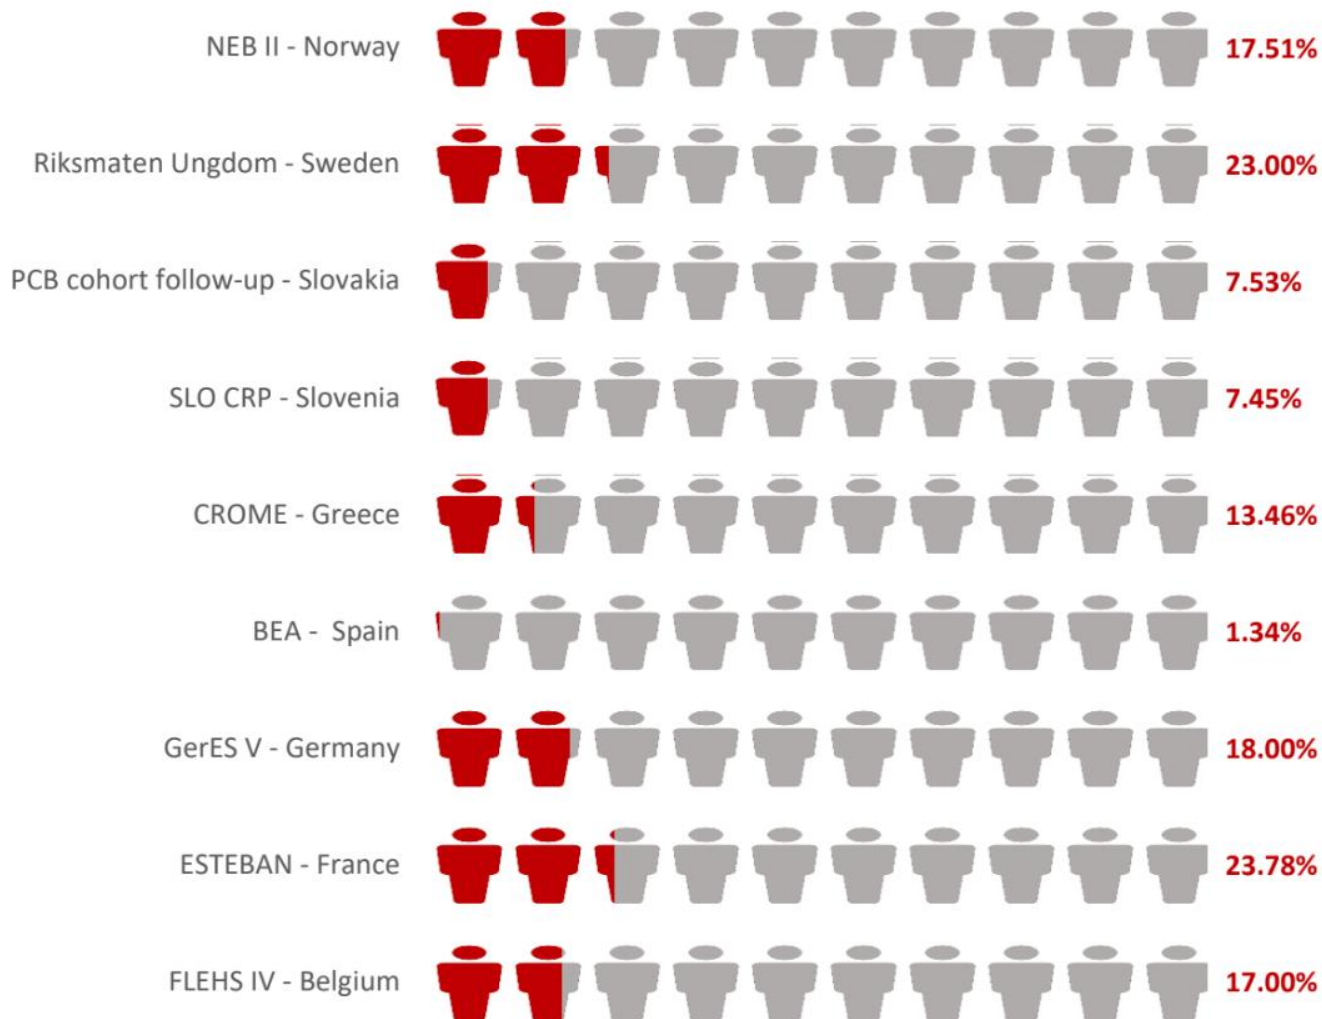 NEB II - Norway 17.51%
Riksmaten Ungdom - Sweden 23.00%
PCB cohort follow-up - Slovakia 7.53%
SLO CRP - Slovenia 7.45%
CROME - Greece 13.46%
BEA - Spain 1.34%
GerES V - Germany 18.00%
ESTEBAN - France 23.78%
FLEHS IV - Belgium 17.00%